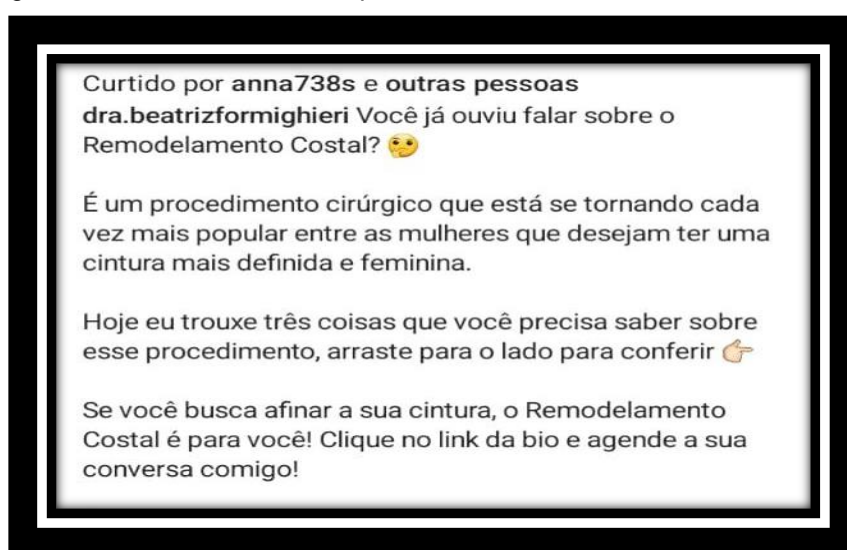 Curtido por anna738s e outras pessoas
dra.beatrizformighieri Você já ouviu falar sobre o
Remodelamento Costal? 🤔
É um procedimento cirúrgico que está se tornando cada
vez mais popular entre as mulheres que desejam ter uma
cintura mais definida e feminina.
Hoje eu trouxe três coisas que você precisa saber sobre
esse procedimento, arraste para o lado para conferir 👉🏻
Se você busca afinar a sua cintura, o Remodelamento
Costal é para você! Clique no link da bio e agende a sua
conversa comigo!